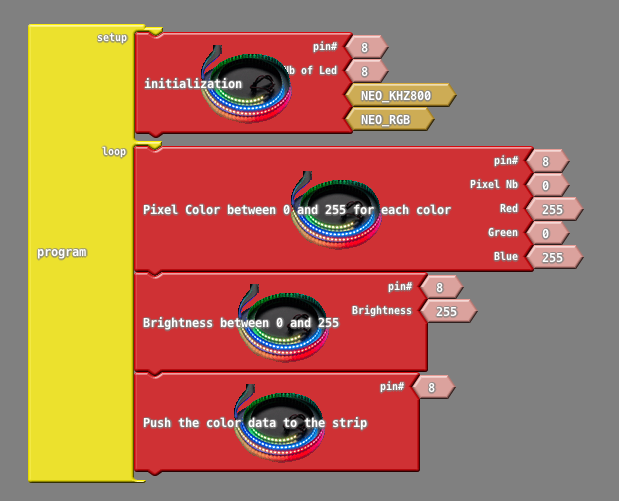 setup
pin# 8
Nb of Led 8
initialization
NEO_KHZ800
NEO_RGB
loop
pin# 8
Pixel Nb 0
Pixel Color between 0 and 255 for each color
Red 255
Green 0
Blue 255
program
pin# 8
Brightness 255
Brightness between 0 and 255
pin# 8
Push the color data to the strip